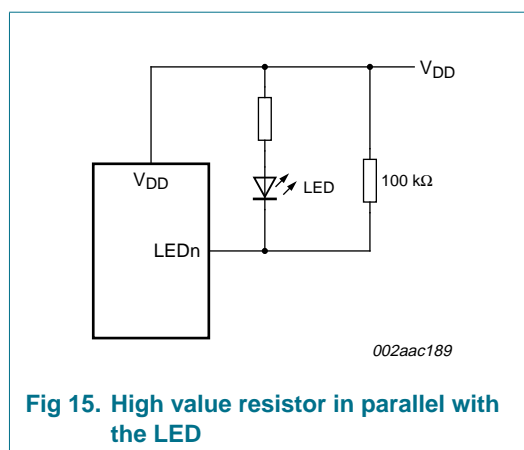 VDD
VDD
LED
100 kΩ
LEDn
002aac189
Fig 15. High value resistor in parallel with
the LED